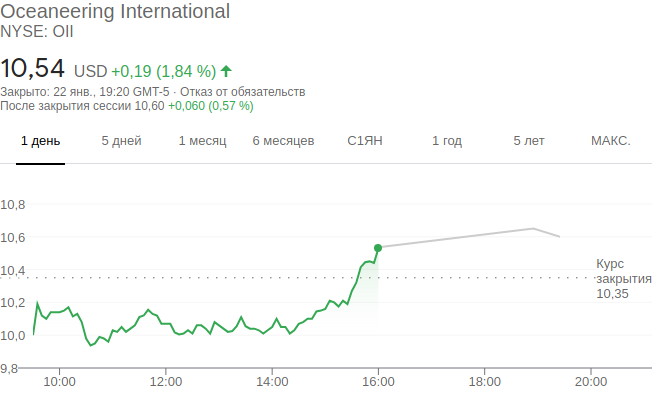 Oceaneering International
NYSE: OII
10,54 USD +0,19 (1,84 %)
Закрыто: 22 янв., 19:20 GMT-5 · Отказ от обязательств
После закрытия сессии 10,60 +0,060 (0,57 %)
1 день 5 дней 1 месяц 6 месяцев С1ЯН 1 год 5 лет МАКС.
10,8
10,6
10,4
10,2
10,0
9,8
Курс
закрытия
10,35
10:00 12:00 14:00 16:00 18:00 20:00